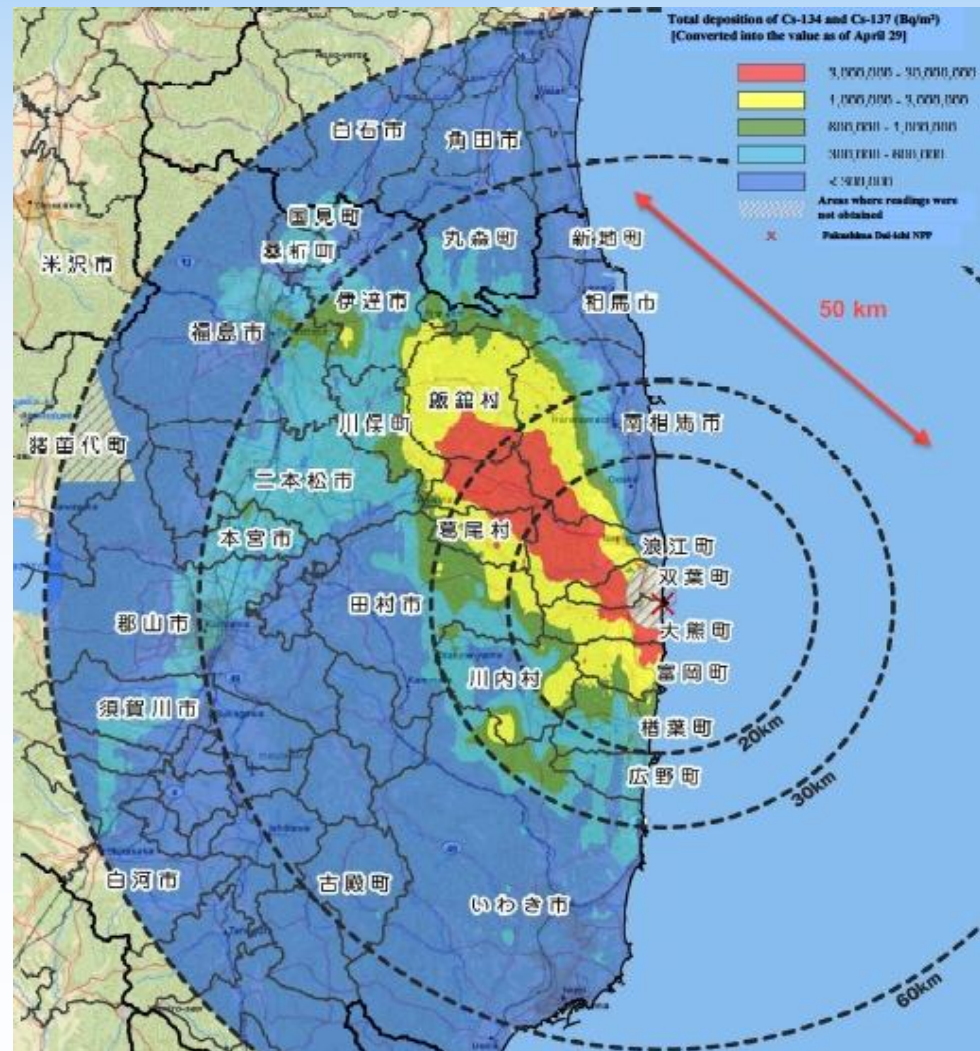 Total deposition of Cs-134 and Cs-137 (Bq/m²)
[Converted into the value as of April 29]
3,000,000 - 30,000,000
1,000,000 - 3,000,000
600,000 - 1,000,000
300,000 - 600,000
< 300,000
Areas where readings were
not obtained
Fukushima Dai-ichi NPP
白石市
角田市
国見町
桑折町
丸森町
新地町
米沢市
伊達市
相馬市
50 km
福島市
飯舘村
川俣町
南相馬市
猪苗代町
二本松市
葛尾村
本宮市
浪江町
双葉町
田村市
郡山市
大熊町
川内村
富岡町
須賀川市
楢葉町
20km
広野町
30km
白河市
古殿町
いわき市
60km